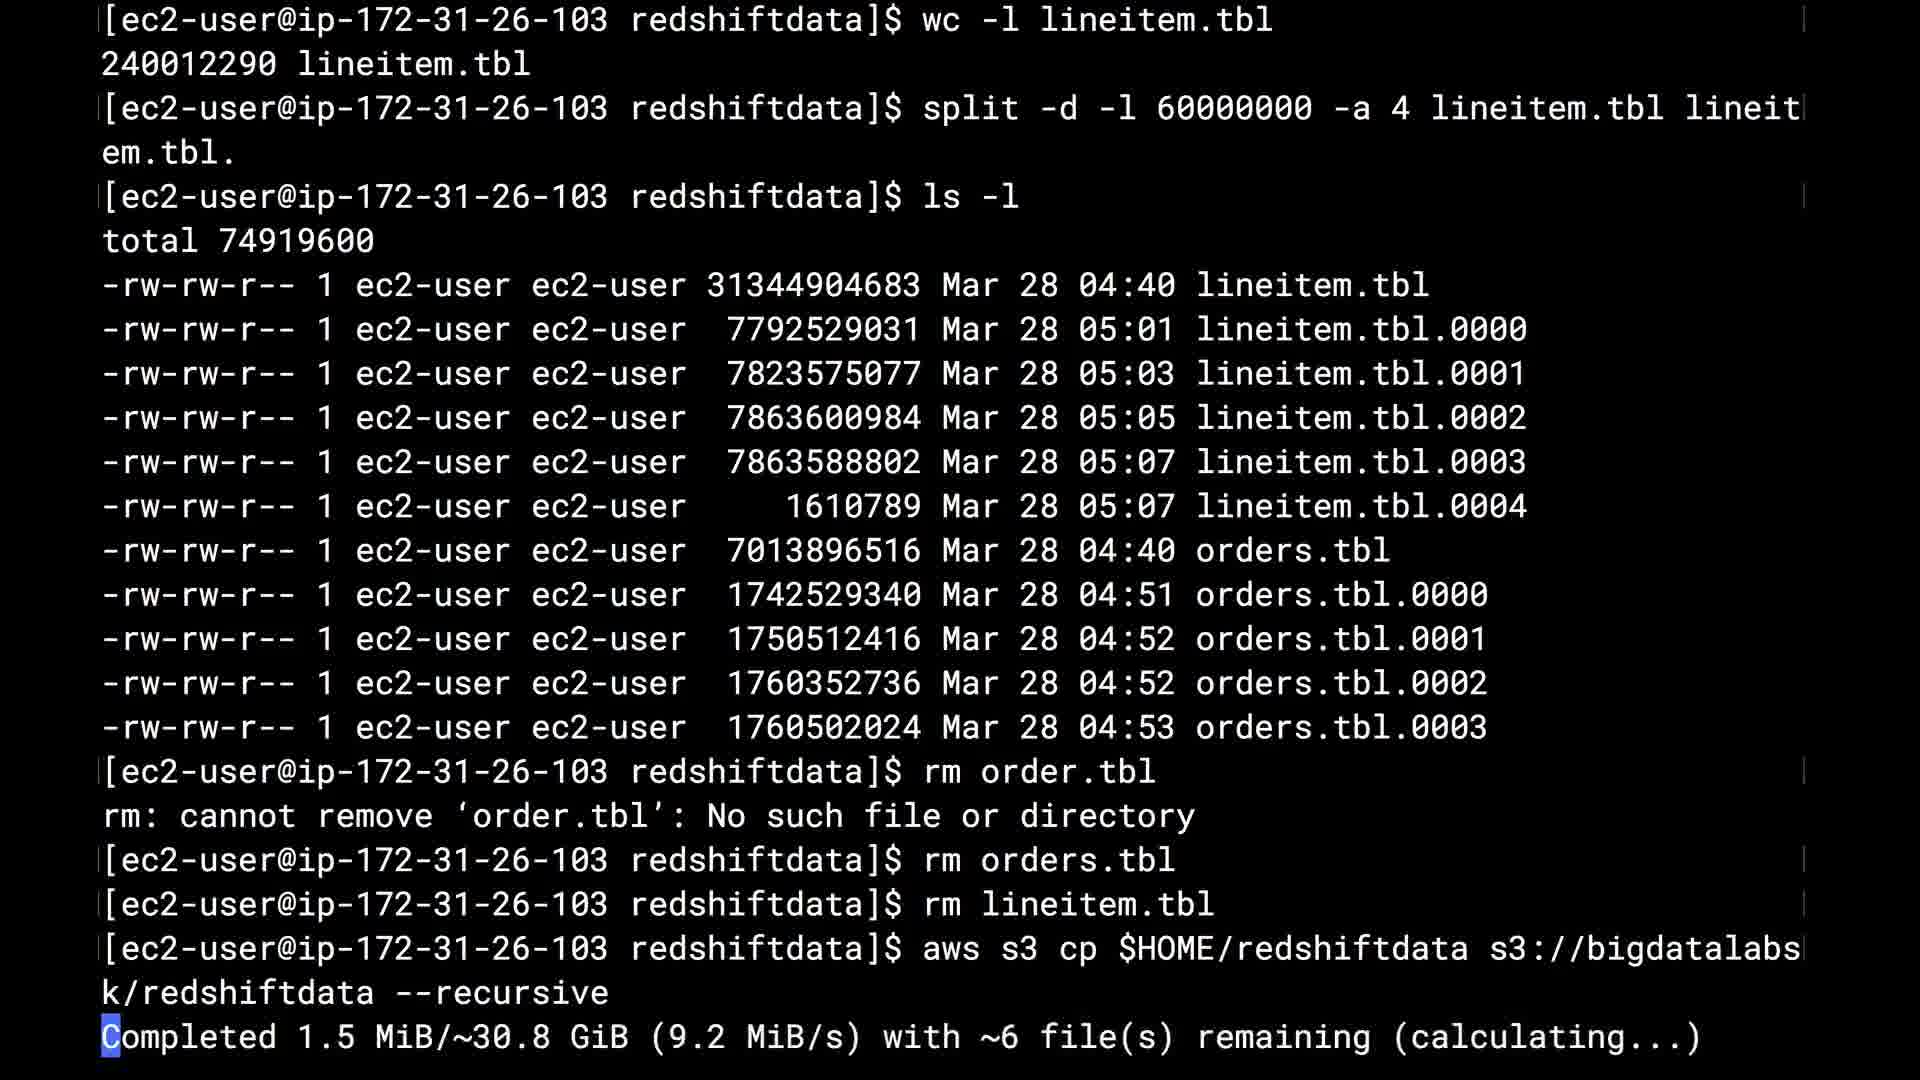 [ec2-user@ip-172-31-26-103 redshiftdata]$ wc -l lineitem.tbl
240012290 lineitem.tbl
[ec2-user@ip-172-31-26-103 redshiftdata]$ split -d -l 60000000 -a 4 lineitem.tbl lineit
em.tbl.
[ec2-user@ip-172-31-26-103 redshiftdata]$ ls -l
total 74919600
-rw-rw-r-- 1 ec2-user ec2-user 31344904683 Mar 28 04:40 lineitem.tbl
-rw-rw-r-- 1 ec2-user ec2-user  7792529031 Mar 28 05:01 lineitem.tbl.0000
-rw-rw-r-- 1 ec2-user ec2-user  7823575077 Mar 28 05:03 lineitem.tbl.0001
-rw-rw-r-- 1 ec2-user ec2-user  7863600984 Mar 28 05:05 lineitem.tbl.0002
-rw-rw-r-- 1 ec2-user ec2-user  7863588802 Mar 28 05:07 lineitem.tbl.0003
-rw-rw-r-- 1 ec2-user ec2-user     1610789 Mar 28 05:07 lineitem.tbl.0004
-rw-rw-r-- 1 ec2-user ec2-user  7013896516 Mar 28 04:40 orders.tbl
-rw-rw-r-- 1 ec2-user ec2-user  1742529340 Mar 28 04:51 orders.tbl.0000
-rw-rw-r-- 1 ec2-user ec2-user  1750512416 Mar 28 04:52 orders.tbl.0001
-rw-rw-r-- 1 ec2-user ec2-user  1760352736 Mar 28 04:52 orders.tbl.0002
-rw-rw-r-- 1 ec2-user ec2-user  1760502024 Mar 28 04:53 orders.tbl.0003
[ec2-user@ip-172-31-26-103 redshiftdata]$ rm order.tbl
rm: cannot remove ‘order.tbl’: No such file or directory
[ec2-user@ip-172-31-26-103 redshiftdata]$ rm orders.tbl
[ec2-user@ip-172-31-26-103 redshiftdata]$ rm lineitem.tbl
[ec2-user@ip-172-31-26-103 redshiftdata]$ aws s3 cp $HOME/redshiftdata s3://bigdatalabs
k/redshiftdata --recursive
Completed 1.5 MiB/~30.8 GiB (9.2 MiB/s) with ~6 file(s) remaining (calculating...)